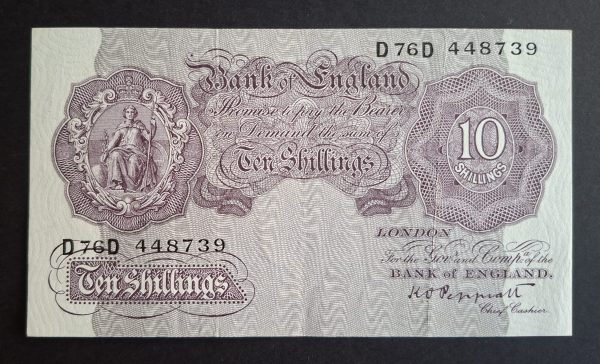 D76D 448739
Bank of England
Promise to pay the Bearer
on Demand the sum of
Ten Shillings
10
SHILLINGS
LONDON
For the Gov.r and Comp.a of the
BANK of ENGLAND.
K O Peppiatt
Chief Cashier.
D76D 448739
Ten Shillings